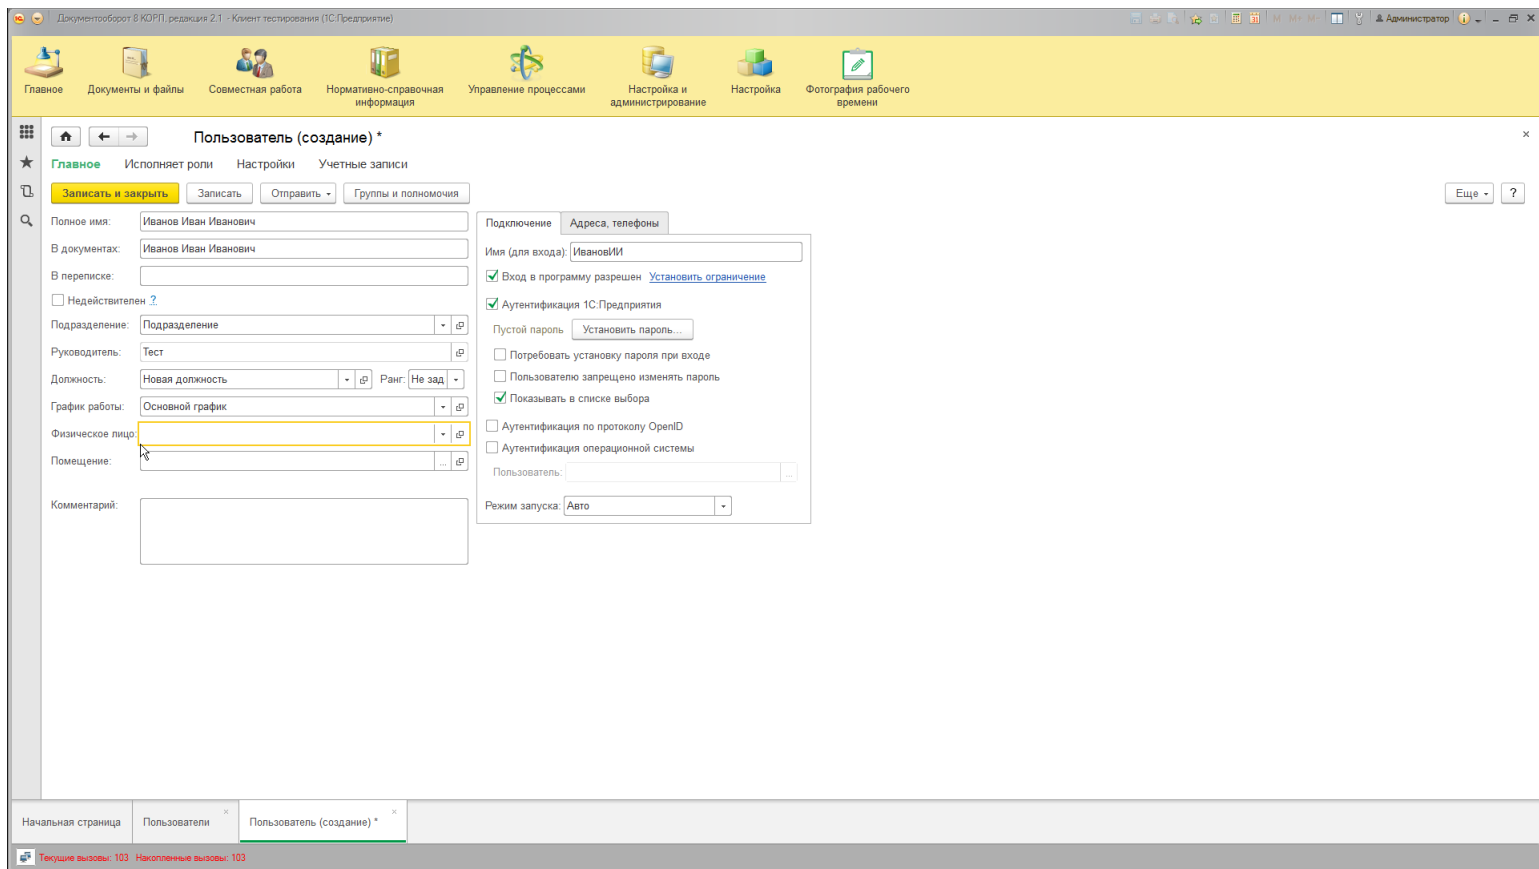 Документооборот 8 КОРП, редакция 2.1 - Клиент тестирования (1С:Предприятие)
M M+ M- Администратор
Главное
Документы и файлы
Совместная работа
Нормативно-справочная
информация
Управление процессами
Настройка и
администрирование
Настройка
Фотография рабочего
времени
Пользователь (создание) *
Главное Исполняет роли Настройки Учетные записи
Записать и закрыть Записать Отправить Группы и полномочия Еще ?
Полное имя: Иванов Иван Иванович
В документах: Иванов Иван Иванович
В переписке:
Недействителен ?
Подразделение: Подразделение
Руководитель: Тест
Должность: Новая должность Ранг: Не зад
График работы: Основной график
Физическое лицо:
Помещение: ...
Комментарий:
Подключение Адреса, телефоны
Имя (для входа): ИвановИИ
Вход в программу разрешен Установить ограничение
Аутентификация 1С:Предприятия
Пустой пароль Установить пароль...
Потребовать установку пароля при входе
Пользователю запрещено изменять пароль
Показывать в списке выбора
Аутентификация по протоколу OpenID
Аутентификация операционной системы
Пользователь: ...
Режим запуска: Авто
Начальная страница Пользователи Пользователь (создание) *
Текущие вызовы: 103 Накопленные вызовы: 103